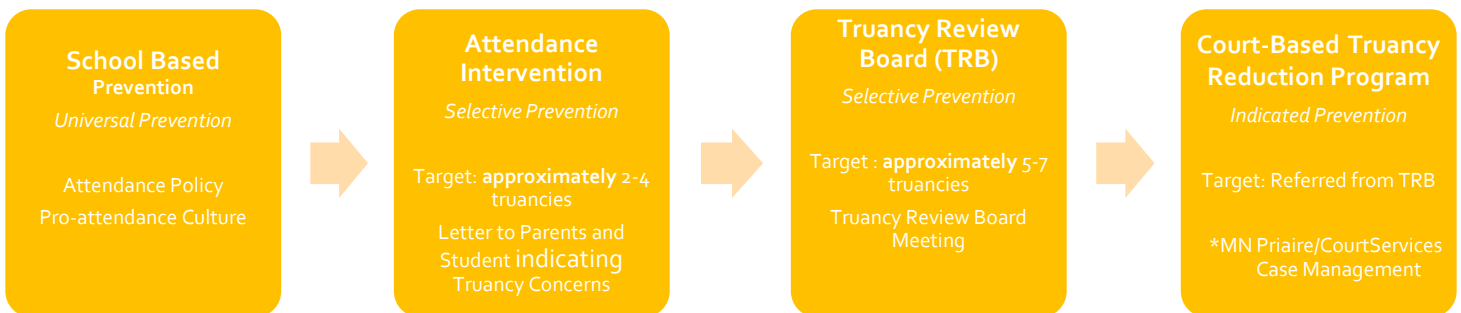 School Based
Prevention
Universal Prevention
Attendance Policy
Pro-attendance Culture
Attendance
Intervention
Selective Prevention
Target: approximately 2-4
truancies
Letter to Parents and
Student indicating
Truancy Concerns
Truancy Review
Board (TRB)
Selective Prevention
Target : approximately 5-7
truancies
Truancy Review Board
Meeting
Court-Based Truancy
Reduction Program
Indicated Prevention
Target: Referred from TRB
*MN Priaire/CourtServices
Case Management